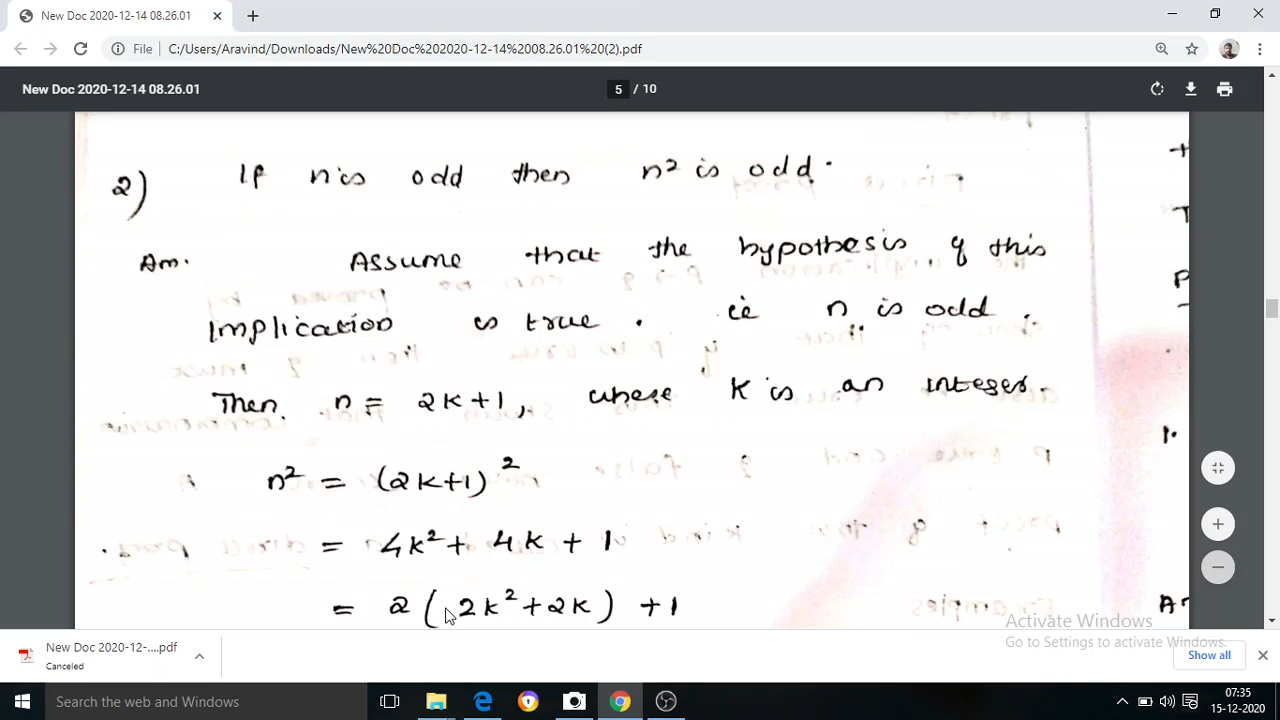 New Doc 2020-12-14 08.26.01
File C:/Users/Aravind/Downloads/New%20Doc%202020-12-14%2008.26.01%20(2).pdf
New Doc 2020-12-14 08.26.01 5 / 10
2) If n is odd then n² is odd.
Ans. Assume that the hypothesis of this
implication is true. ie n is odd.
Then n = 2k+1, where k is an integer.
n² = (2k+1)²
= 4k² + 4k + 1
= 2(2k²+2k) + 1
Activate Windows
Go to Settings to activate Windows.
New Doc 2020-12-....pdf
Canceled
Show all
Search the web and Windows
07:35
15-12-2020